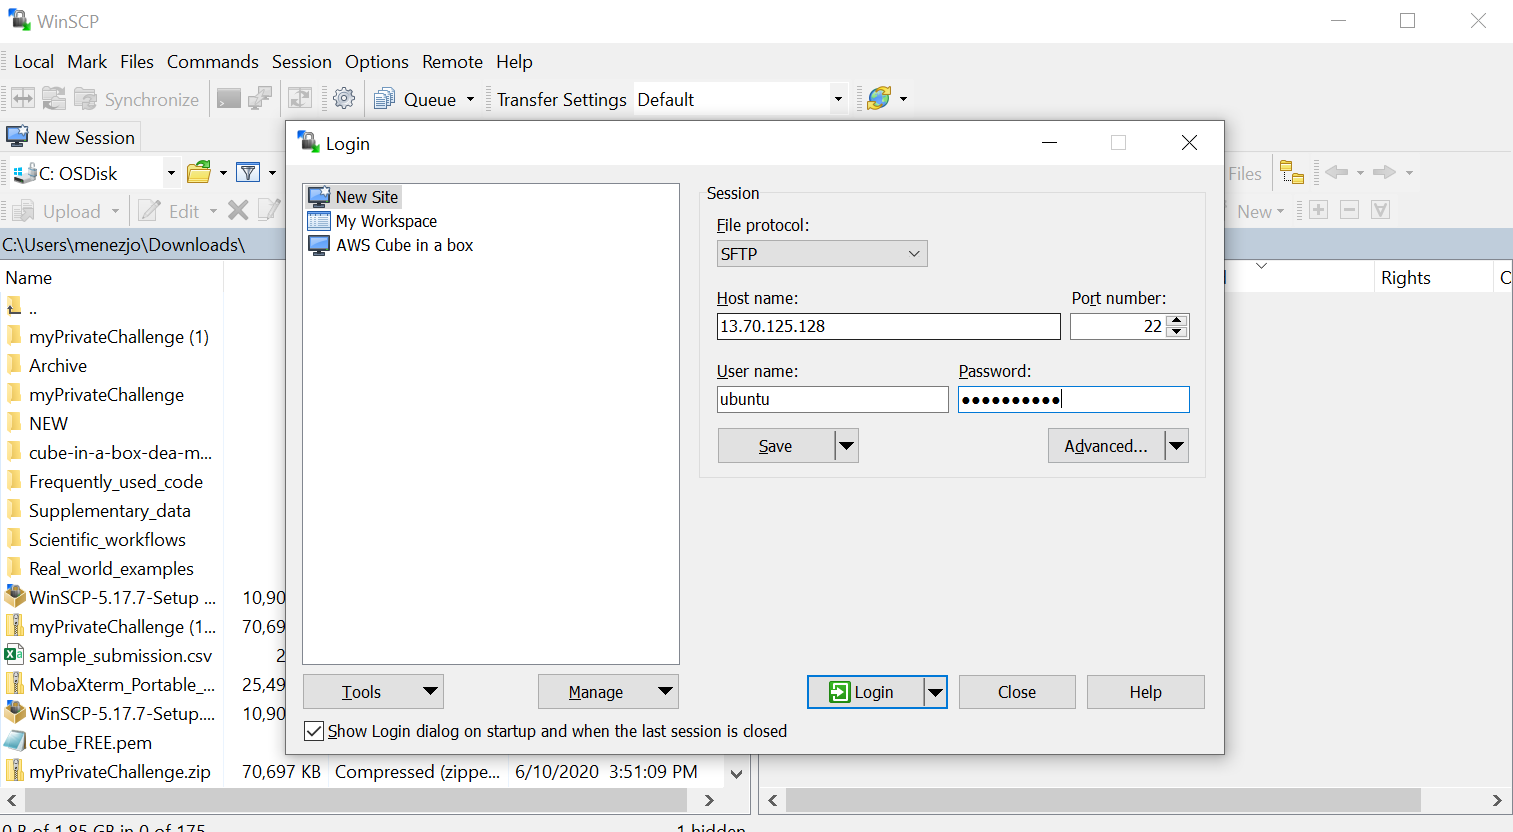 WinSCP
Local Mark Files Commands Session Options Remote Help
Synchronize Queue Transfer Settings Default
New Session
C: OSDisk
Upload Edit
C:\Users\menezjo\Downloads\
Name
..
myPrivateChallenge (1)
Archive
myPrivateChallenge
NEW
cube-in-a-box-dea-m...
Frequently_used_code
Supplementary_data
Scientific_workflows
Real_world_examples
WinSCP-5.17.7-Setup ... 10,90
myPrivateChallenge (1... 70,69
sample_submission.csv 2
MobaXterm_Portable_... 25,49
WinSCP-5.17.7-Setup.... 10,90
cube_FREE.pem
myPrivateChallenge.zip 70,697 KB Compressed (zippe... 6/10/2020 3:51:09 PM
0 B of 1.85 GB in 0 of 175
1 hidden
Login
New Site
My Workspace
AWS Cube in a box
Session
File protocol:
SFTP
Host name: Port number:
13.70.125.128 22
User name: Password:
ubuntu ●●●●●●●●●●
Save Advanced...
Tools Manage Login Close Help
Show Login dialog on startup and when the last session is closed
Files
New
Rights